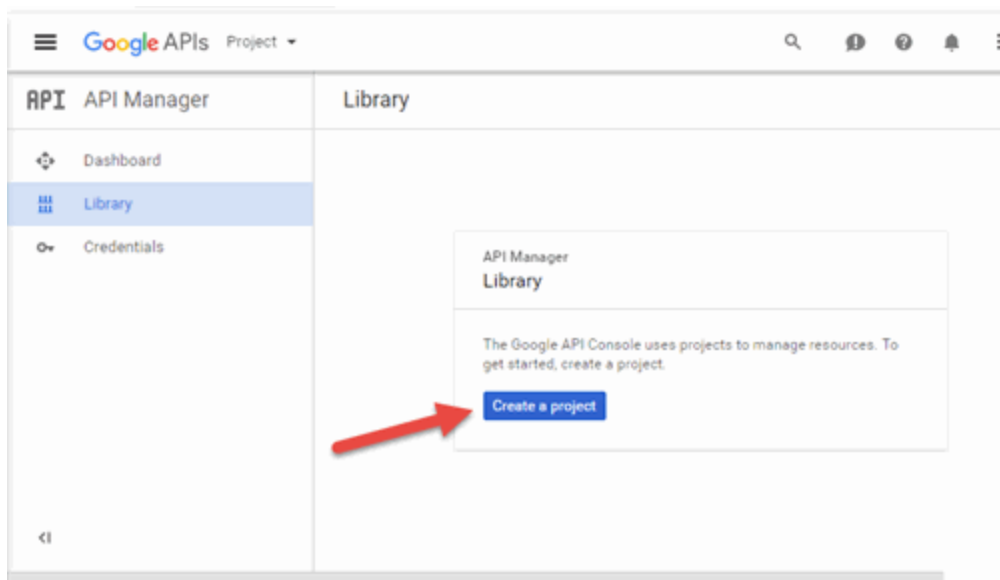 Google APIs Project
API API Manager Library
Dashboard
Library
Credentials
API Manager
Library
The Google API Console uses projects to manage resources. To
get started, create a project.
Create a project